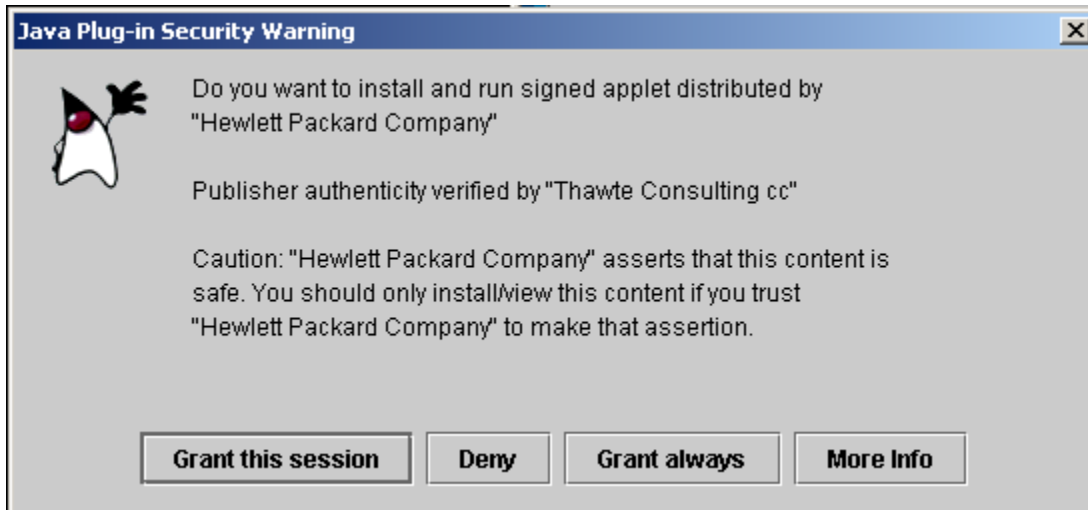 Java Plug-in Security Warning
Do you want to install and run signed applet distributed by
"Hewlett Packard Company"
Publisher authenticity verified by "Thawte Consulting cc"
Caution: "Hewlett Packard Company" asserts that this content is
safe. You should only install/view this content if you trust
"Hewlett Packard Company" to make that assertion.
Grant this session Deny Grant always More Info